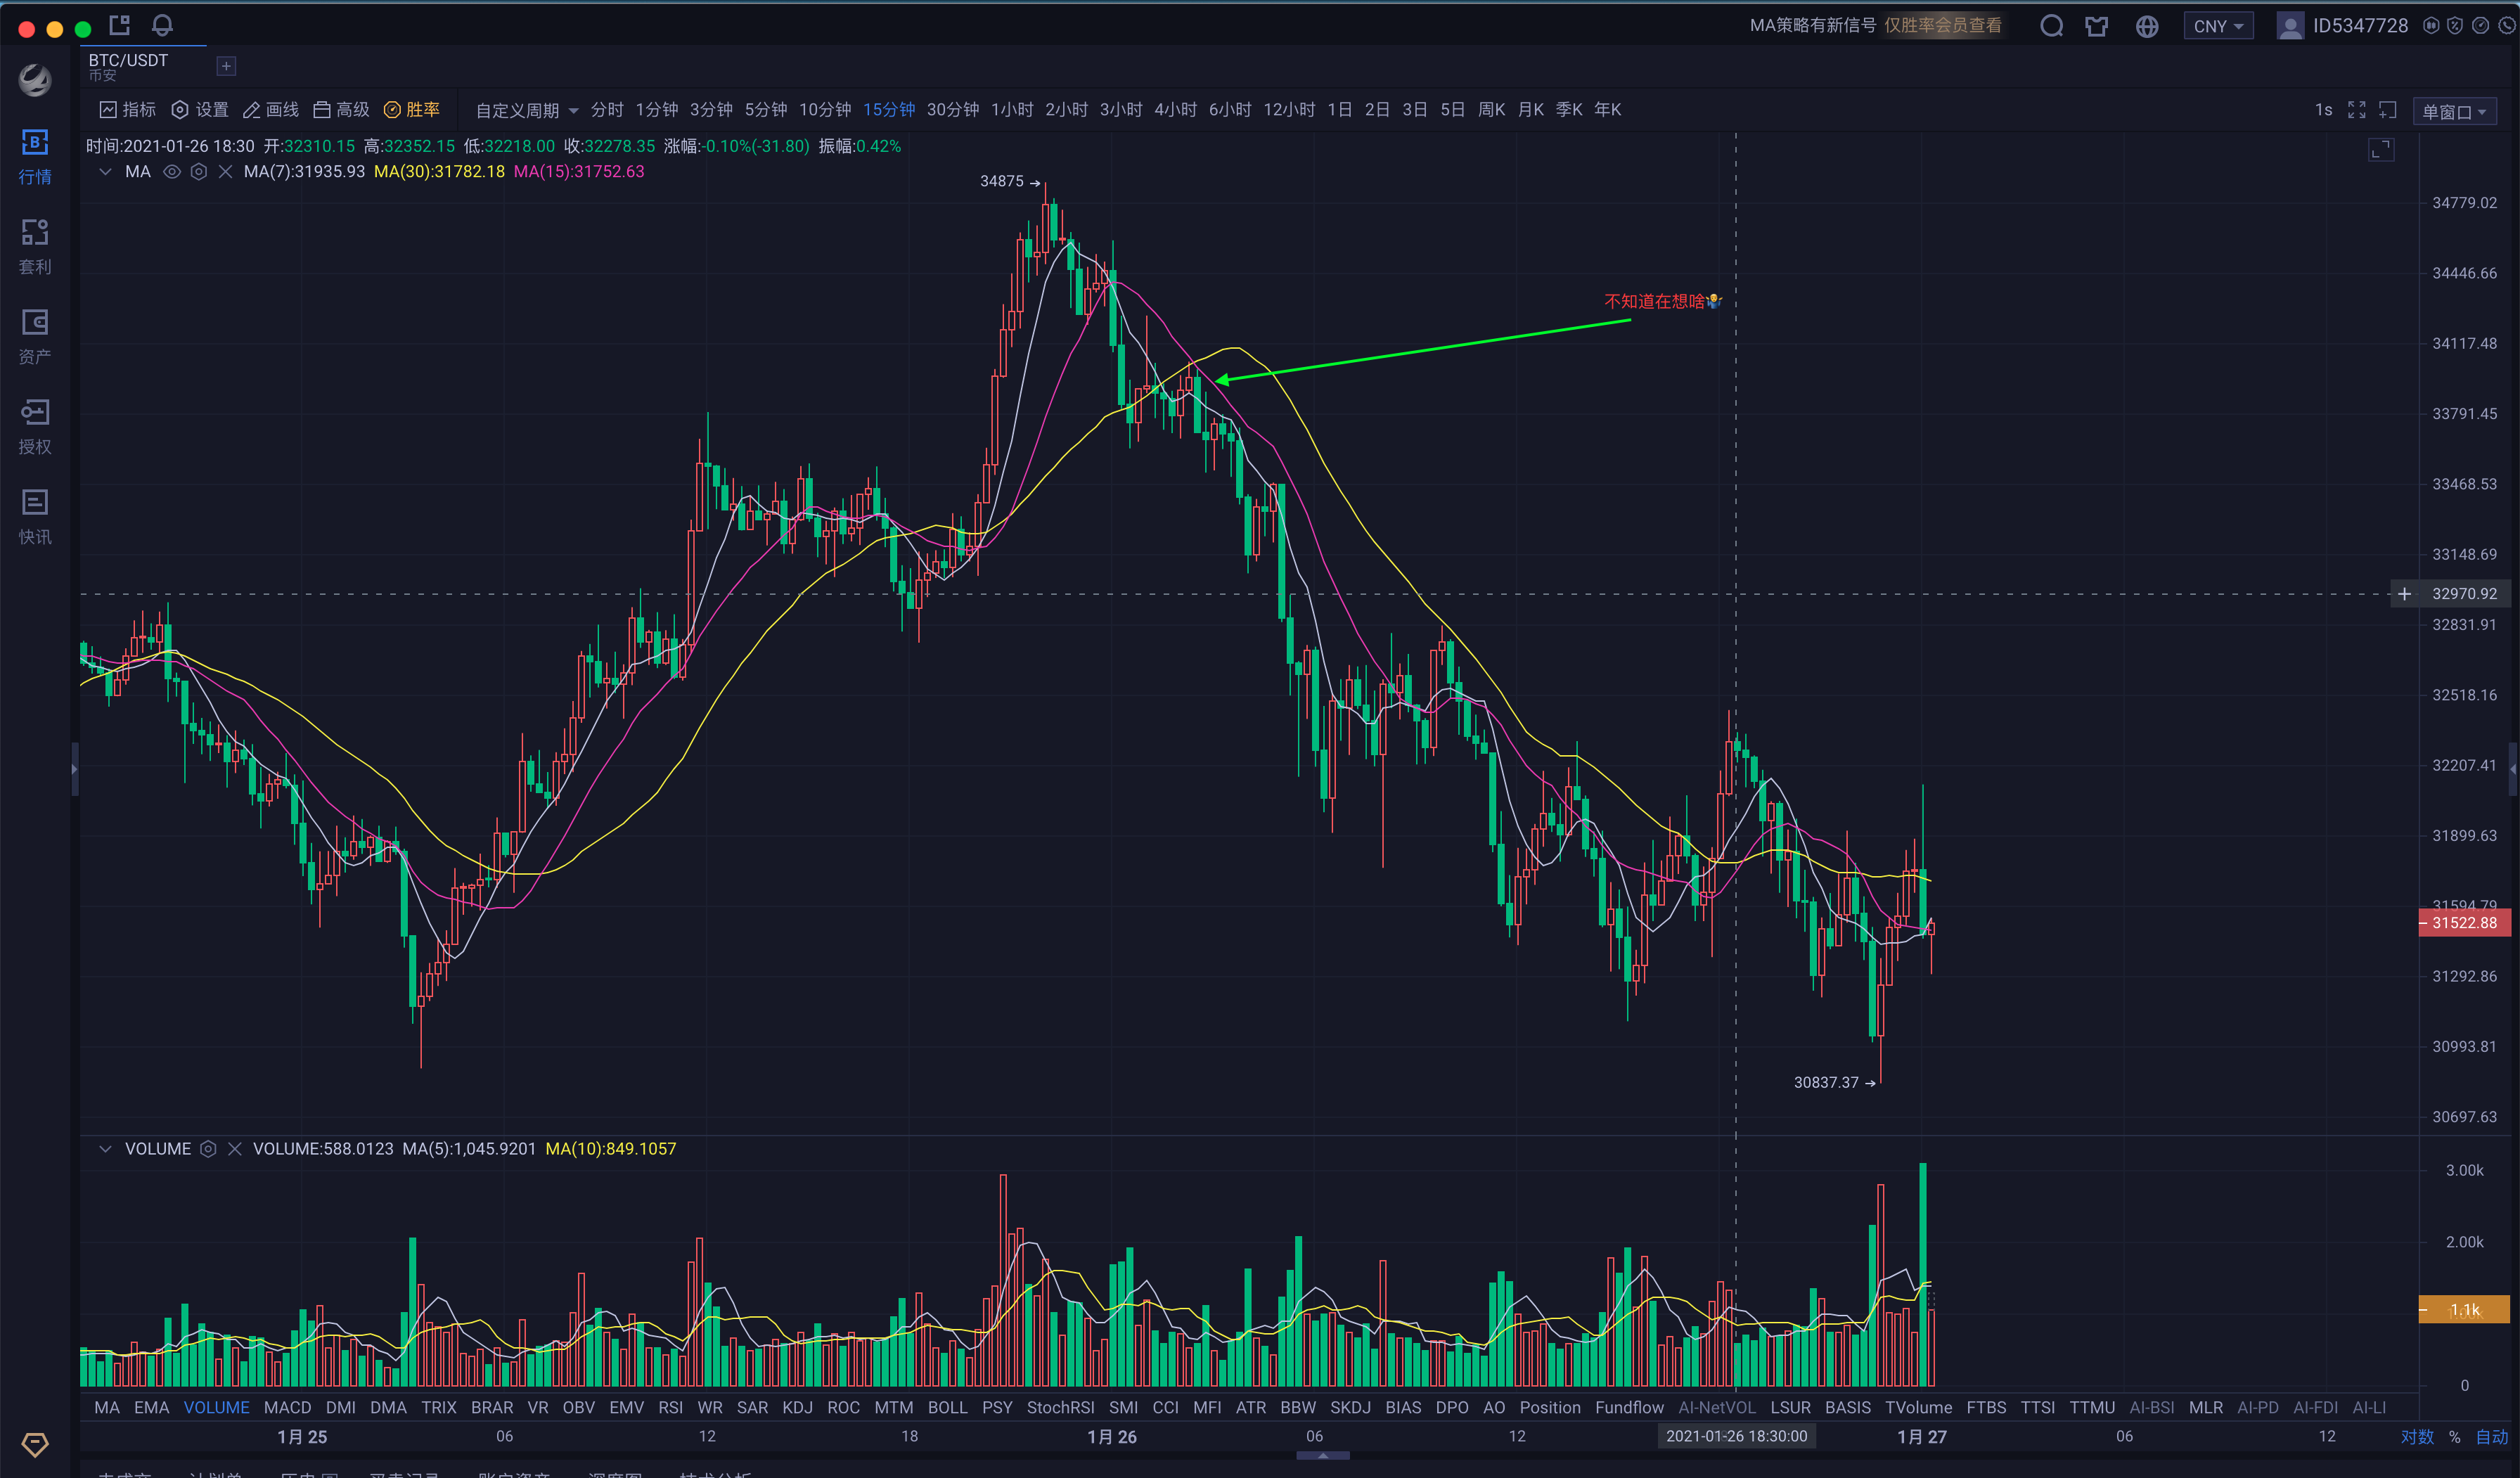 MA策略有新信号 仅胜率会员查看 CNY ID5347728
BTC/USDT
币安
指标 设置 画线 高级 胜率 自定义周期 分时 1分钟 3分钟 5分钟 10分钟 15分钟 30分钟 1小时 2小时 3小时 4小时 6小时 12小时 1日 2日 3日 5日 周K 月K 季K 年K 1s 单窗口
行情
套利
资产
授权
快讯
时间:2021-01-26 18:30 开:32310.15 高:32352.15 低:32218.00 收:32278.35 涨幅:-0.10%(-31.80) 振幅:0.42%
MA MA(7):31935.93 MA(30):31782.18 MA(15):31752.63
34875
不知道在想啥🤷
30837.37
34779.02
34446.66
34117.48
33791.45
33468.53
33148.69
32970.92
32831.91
32518.16
32207.41
31899.63
31594.79
31522.88
31292.86
30993.81
30697.63
VOLUME VOLUME:588.0123 MA(5):1,045.9201 MA(10):849.1057
3.00k
2.00k
1.1k
0
MA EMA VOLUME MACD DMI DMA TRIX BRAR VR OBV EMV RSI WR SAR KDJ ROC MTM BOLL PSY StochRSI SMI CCI MFI ATR BBW SKDJ BIAS DPO AO Position Fundflow AI-NetVOL LSUR BASIS TVolume FTBS TTSI TTMU AI-BSI MLR AI-PD AI-FDI AI-LI
1月 25 06 12 18 1月 26 06 12 2021-01-26 18:30:00 1月 27 06 12 对数 % 自动